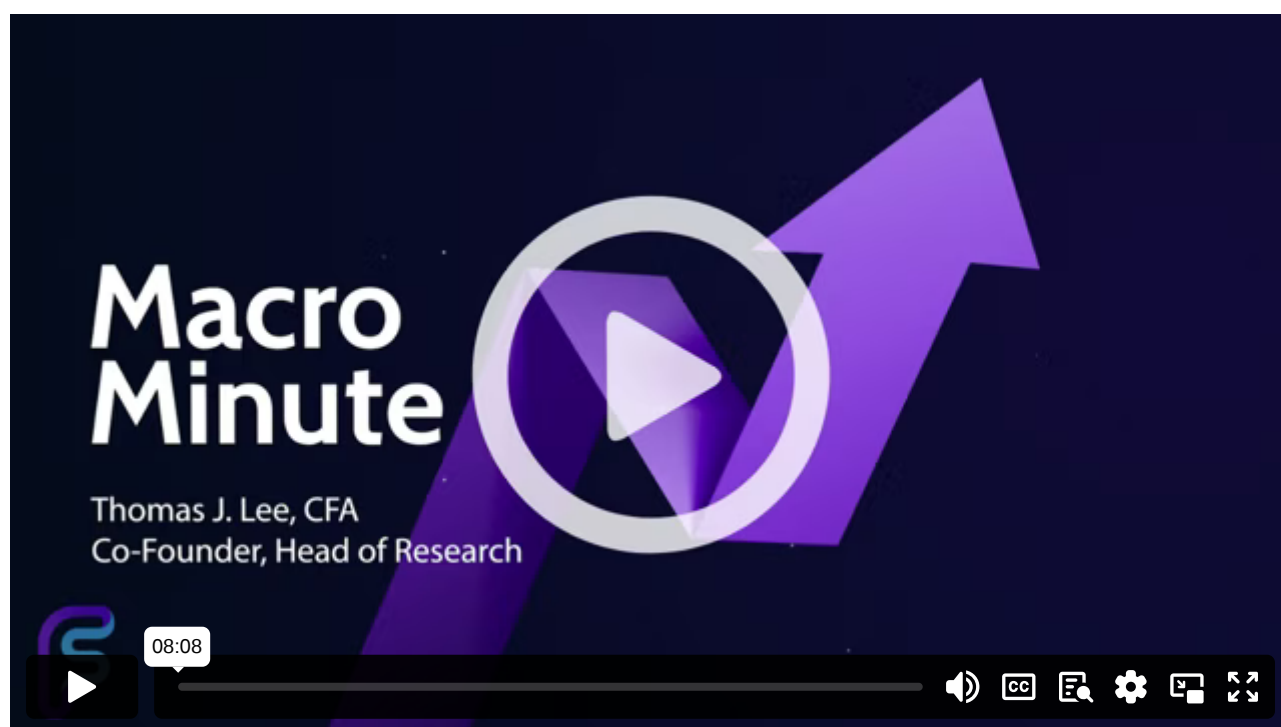 Macro
Minute
Thomas J. Lee, CFA
Co-Founder, Head of Research
08:08
CC